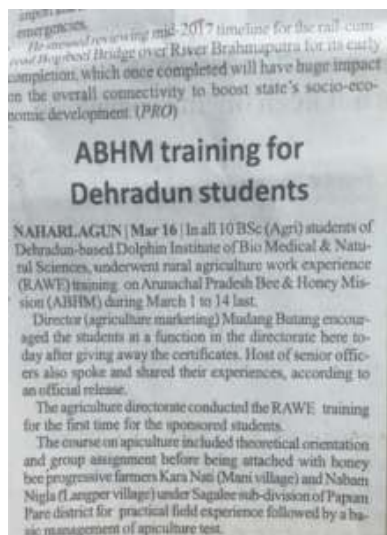 emergencies.
He stressed reviewing mid-2017 timeline for the rail-cum
road Bogibeel Bridge over River Brahmaputra for its early
completion, which once completed will have huge impact
on the overall connectivity to boost state's socio-eco-
nomic development. (PRO)
ABHM training for
Dehradun students
NAHARLAGUN | Mar 16 | In all 10 BSc (Agri) students of
Dehradun-based Dolphin Institute of Bio Medical & Natu-
ral Sciences, underwent rural agriculture work experience
(RAWE) training on Arunachal Pradesh Bee & Honey Mis-
sion (ABHM) during March 1 to 14 last.
Director (agriculture marketing) Mudang Butang encour-
aged the students at a function in the directorate here to-
day after giving away the certificates. Host of senior offic-
ers also spoke and shared their experiences, according to
an official release.
The agriculture directorate conducted the RAWE training
for the first time for the sponsored students.
The course on apiculture included theoretical orientation
and group assignment before being attached with honey
bee progressive farmers Kara Nati (Mani village) and Nabam
Nigla (Langper village) under Sagalee sub-division of Papum
Pare district for practical field experience followed by a ba-
sic management of apiculture test.